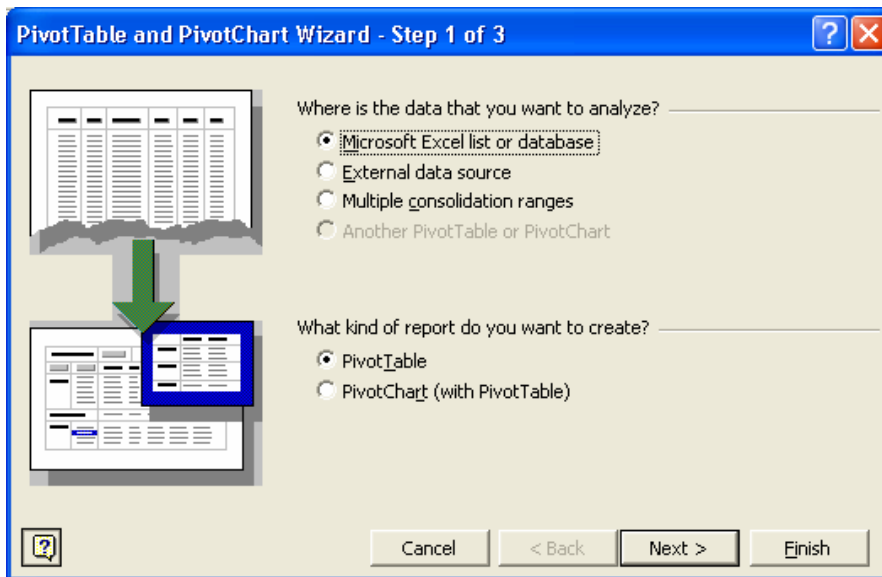 PivotTable and PivotChart Wizard - Step 1 of 3
Where is the data that you want to analyze?
Microsoft Excel list or database
External data source
Multiple consolidation ranges
Another PivotTable or PivotChart
What kind of report do you want to create?
PivotTable
PivotChart (with PivotTable)
Cancel
< Back
Next >
Finish